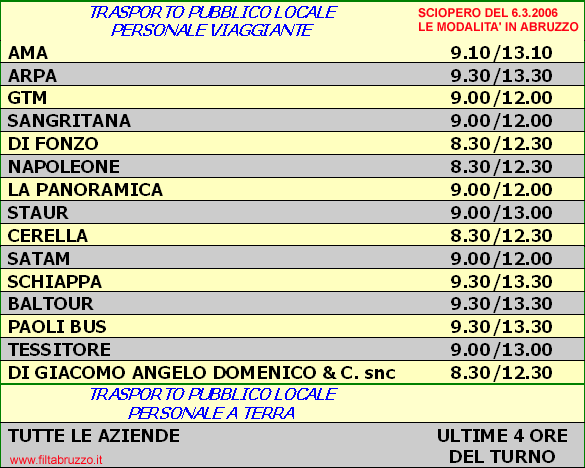 TRASPORTO PUBBLICO LOCALE
PERSONALE VIAGGIANTE
SCIOPERO DEL 6.3.2006
LE MODALITA' IN ABRUZZO
AMA 9.10/13.10
ARPA 9.30/13.30
GTM 9.00/12.00
SANGRITANA 9.00/12.00
DI FONZO 8.30/12.30
NAPOLEONE 8.30/12.30
LA PANORAMICA 9.00/12.00
STAUR 9.00/13.00
CERELLA 8.30/12.30
SATAM 9.00/12.00
SCHIAPPA 9.30/13.30
BALTOUR 9.30/13.30
PAOLI BUS 9.30/13.30
TESSITORE 9.00/13.00
DI GIACOMO ANGELO DOMENICO & C. snc 8.30/12.30
TRASPORTO PUBBLICO LOCALE
PERSONALE A TERRA
TUTTE LE AZIENDE ULTIME 4 ORE
DEL TURNO
www.filtabruzzo.it